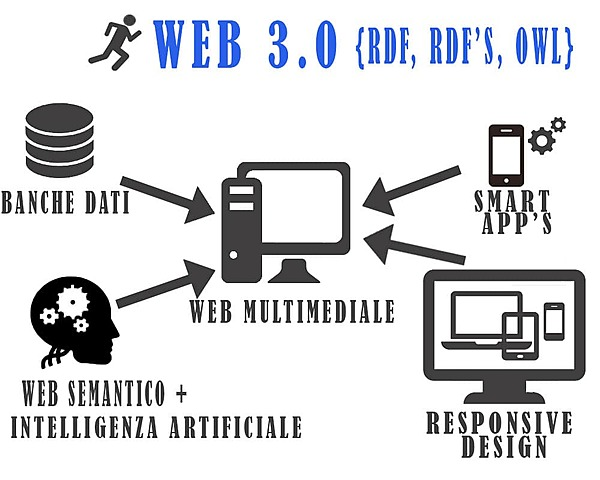 WEB 3.0 {RDF, RDF'S, OWL}
BANCHE DATI
SMART
APP'S
WEB MULTIMEDIALE
WEB SEMANTICO +
INTELLIGENZA ARTIFICIALE
RESPONSIVE
DESIGN